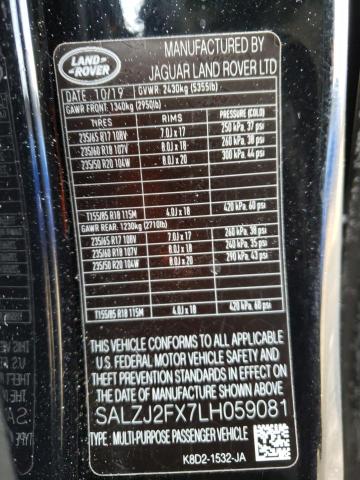 LAND
ROVER
MANUFACTURED BY
JAGUAR LAND ROVER LTD
DATE: 10/19 GVWR: 2430kg (5355lb)
GAWR FRONT: 1340kg (2950lb)
TYRES RIMS PRESSURE (COLD)
235/65 R17 108V 7.0J x 17 250 kPa, 37 psi
235/60 R18 107V 8.0J x 18 260 kPa, 38 psi
235/50 R20 104W 8.0J x 20 300 kPa, 44 psi
T155/85 R18 115M 4.0J x 18 420 kPa, 60 psi
GAWR REAR: 1230kg (2710lb)
235/65 R17 108V 7.0J x 17 260 kPa, 38 psi
235/60 R18 107V 8.0J x 18 240 kPa, 35 psi
235/50 R20 104W 8.0J x 20 290 kPa, 43 psi
T155/85 R18 115M 4.0J x 18 420 kPa, 60 psi
THIS VEHICLE CONFORMS TO ALL APPLICABLE
U.S. FEDERAL MOTOR VEHICLE SAFETY AND
THEFT PREVENTION STANDARDS IN EFFECT ON
THE DATE OF MANUFACTURE SHOWN ABOVE.
SALZJ2FX7LH059081
TYPE: MULTI-PURPOSE PASSENGER VEHICLE
K8D2-1532-JA